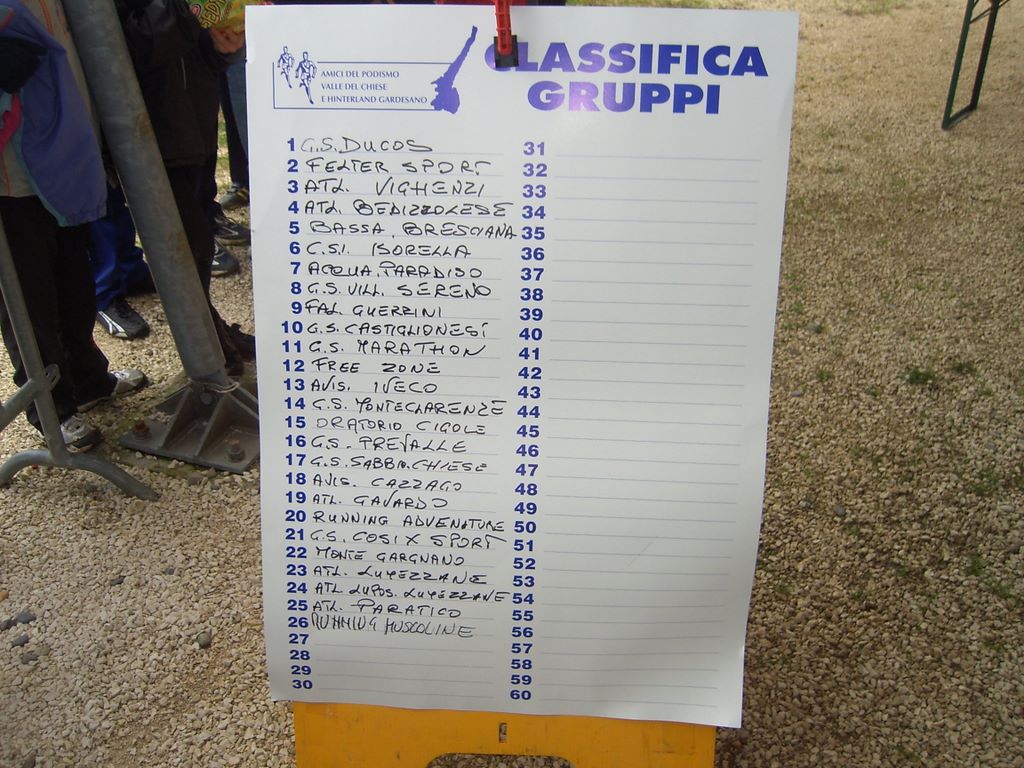 AMICI DEL PODISMO
VALLE DEL CHIESE
E HINTERLAND GARDESANO
CLASSIFICA
GRUPPI
1 G.S. DUCOS
2 FELTER SPORT
3 ATL. VIGHENZI
4 ATL. BEDIZZOLESE
5 BASSA BRESCIANA
6 C.S.I. ISORELLA
7 ACQUA PARADISO
8 G.S. VILL. SERENO
9 FAL. GUERRINI
10 G.S. CASTIGLIONESI
11 G.S. MARATHON
12 FREE ZONE
13 AVIS. IVECO
14 G.S. MONTECLARENZE
15 ORATORIO CIGOLE
16 G.S. PREVALLE
17 G.S. SABBIO.CHIESE
18 AVIS. CAZZAGO
19 ATL. GAVARDO
20 RUNNING ADVENATURE
21 G.S. COSIX SPORT
22 MONTE GARGNANO
23 ATL. LUMEZZANE
24 ATL LUPOS. LUMEZZANE
25 ATL. PARATICO
26 RUNNING MUSCOLINE
27
28
29
30
31
32
33
34
35
36
37
38
39
40
41
42
43
44
45
46
47
48
49
50
51
52
53
54
55
56
57
58
59
60